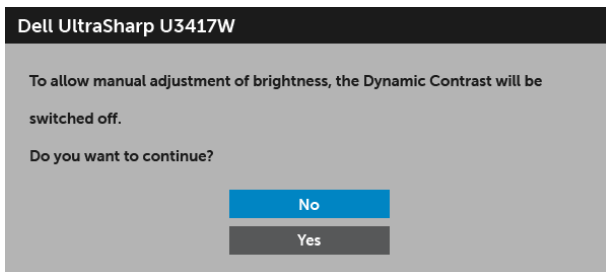 Dell UltraSharp U3417W
To allow manual adjustment of brightness, the Dynamic Contrast will be
switched off.
Do you want to continue?
No
Yes